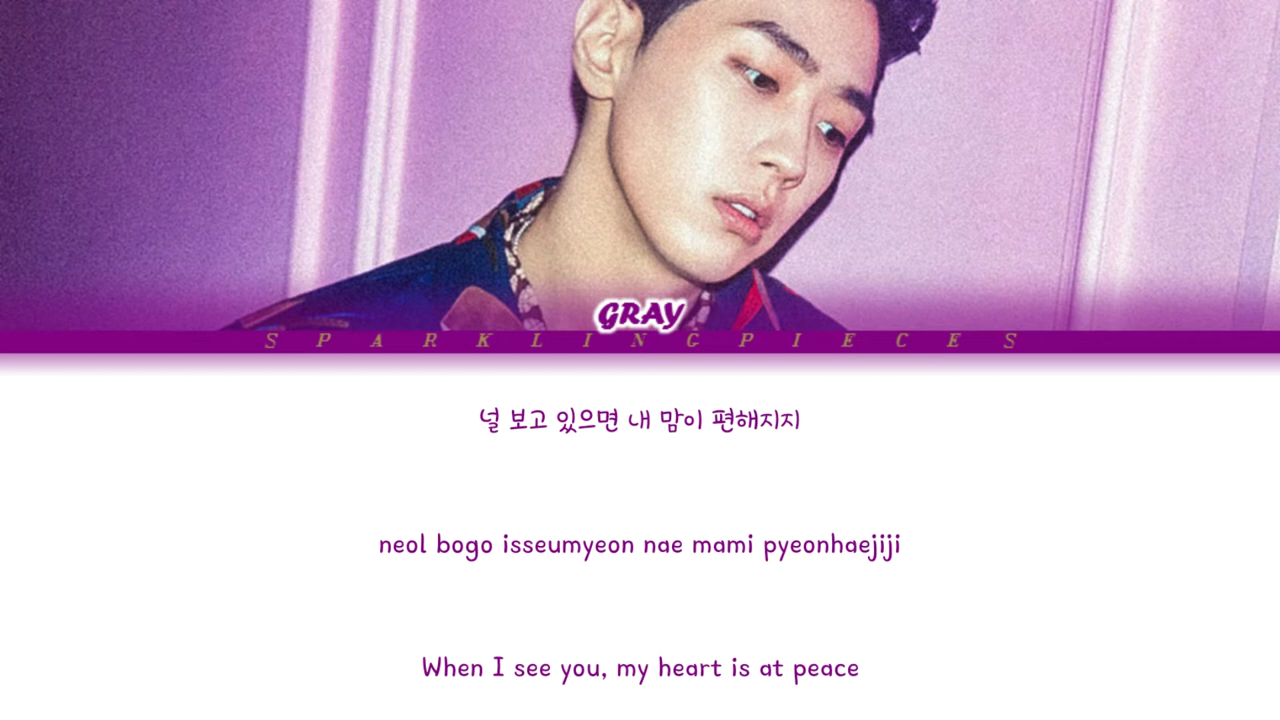 GRAY
SPARKLINGPIECES
널 보고 있으면 내 맘이 편해지지
neol bogo isseumyeon nae mami pyeonhaejiji
When I see you, my heart is at peace